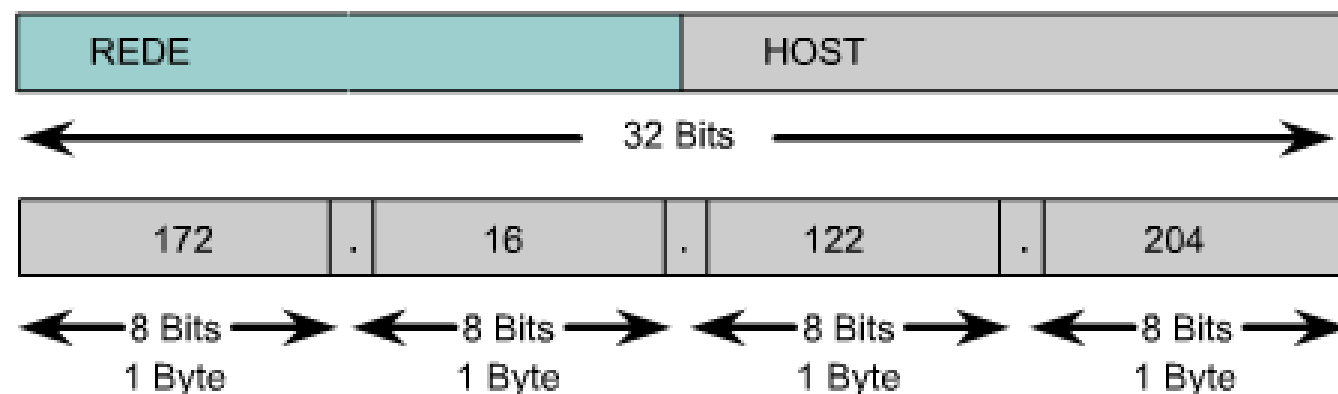 REDE HOST
32 Bits
172 . 16 . 122 . 204
8 Bits 8 Bits 8 Bits 8 Bits
1 Byte 1 Byte 1 Byte 1 Byte